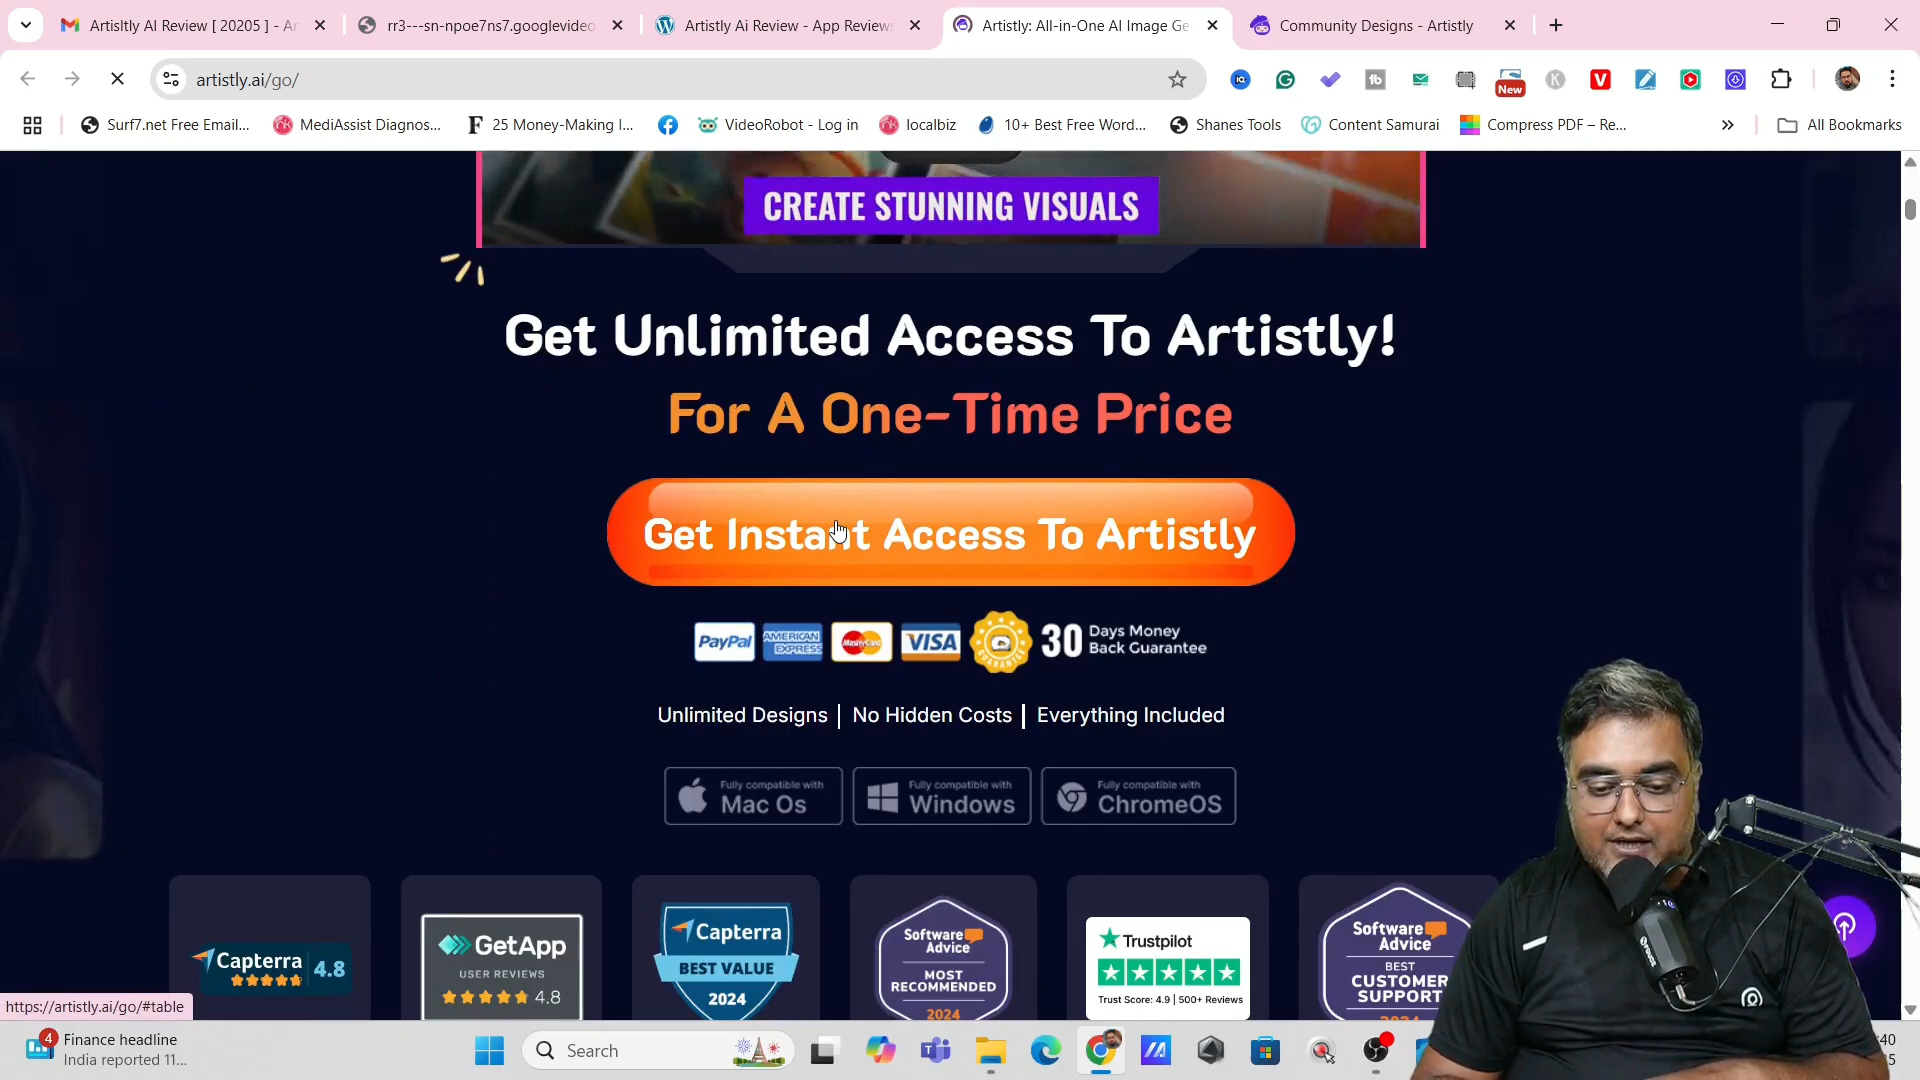 Artisltly AI Review [ 20205 ] - Ar
rr3---sn-npoe7ns7.googlevideo
Artistly Ai Review - App Reviews
Artistly: All-in-One AI Image Ge
Community Designs - Artistly
artistly.ai/go/
New
Surf7.net Free Email...
MediAssist Diagnos...
25 Money-Making I...
VideoRobot - Log in
localbiz
10+ Best Free Word...
Shanes Tools
Content Samurai
Compress PDF – Re...
All Bookmarks
CREATE STUNNING VISUALS
Get Unlimited Access To Artistly!
For A One-Time Price
Get Instant Access To Artistly
PayPal
AMERICAN EXPRESS
MasterCard
VISA
30 Days Money
Back Guarantee
Unlimited Designs | No Hidden Costs | Everything Included
Fully compatible with
Mac Os
Fully compatible with
Windows
Fully compatible with
ChromeOS
Capterra 4.8
GetApp
USER REVIEWS
4.8
Capterra
BEST VALUE
2024
Software
Advice
MOST
RECOMMENDED
2024
Trustpilot
Trust Score: 4.9 | 500+ Reviews
Software
Advice
BEST
CUSTOMER
SUPPORT
https://artistly.ai/go/#table
4
Finance headline
India reported 11...
Search